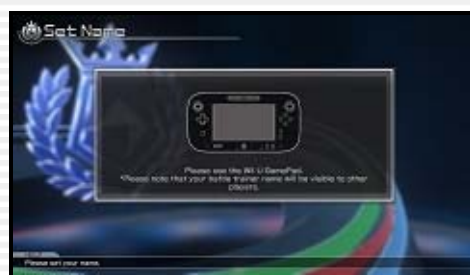 Set Name
Please see the Wii U GamePad.
*Please note that your battle trainer name will be visible to other
players.
Please set your name.